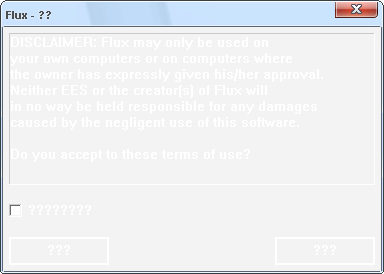 Flux - ??
DISCLAIMER: Flux may only be used on
your own computers or on computers where
the owner has expressly given his/her approval.
Neither EES or the creator(s) of Flux will
in no way be held responsible for any damages
caused by the negligent use of this software.
Do you accept to these terms of use?
????????
???
???